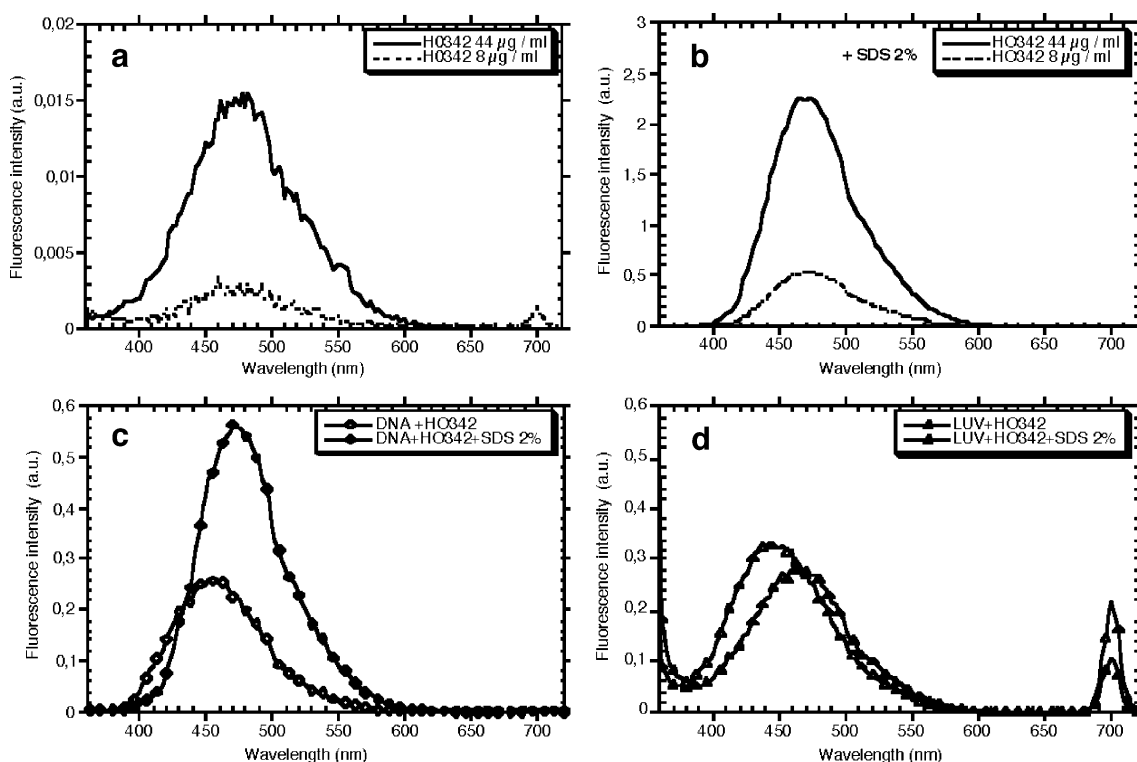 a
H0342 44 µg / ml
H0342 8 µg / ml
Fluorescence intensity (a.u.)
0,02
0,015
0,01
0,005
0
400 450 500 550 600 650 700
Wavelength (nm)
b
+ SDS 2%
HO342 44 µg / ml
HO342 8 µg / ml
Fluorescence intensity (a.u.)
3
2,5
2
1,5
1
0,5
0
400 450 500 550 600 650 700
Wavelength (nm)
c
DNA +HO342
DNA+HO342+SDS 2%
Fluorescence intensity (a.u.)
0,6
0,5
0,4
0,3
0,2
0,1
0
400 450 500 550 600 650 700
Wavelength (nm)
d
LUV+HO342
LUV+HO342+SDS 2%
Fluorescence intensity (a.u.)
0,6
0,5
0,4
0,3
0,2
0,1
0
400 450 500 550 600 650 700
Wavelength (nm)